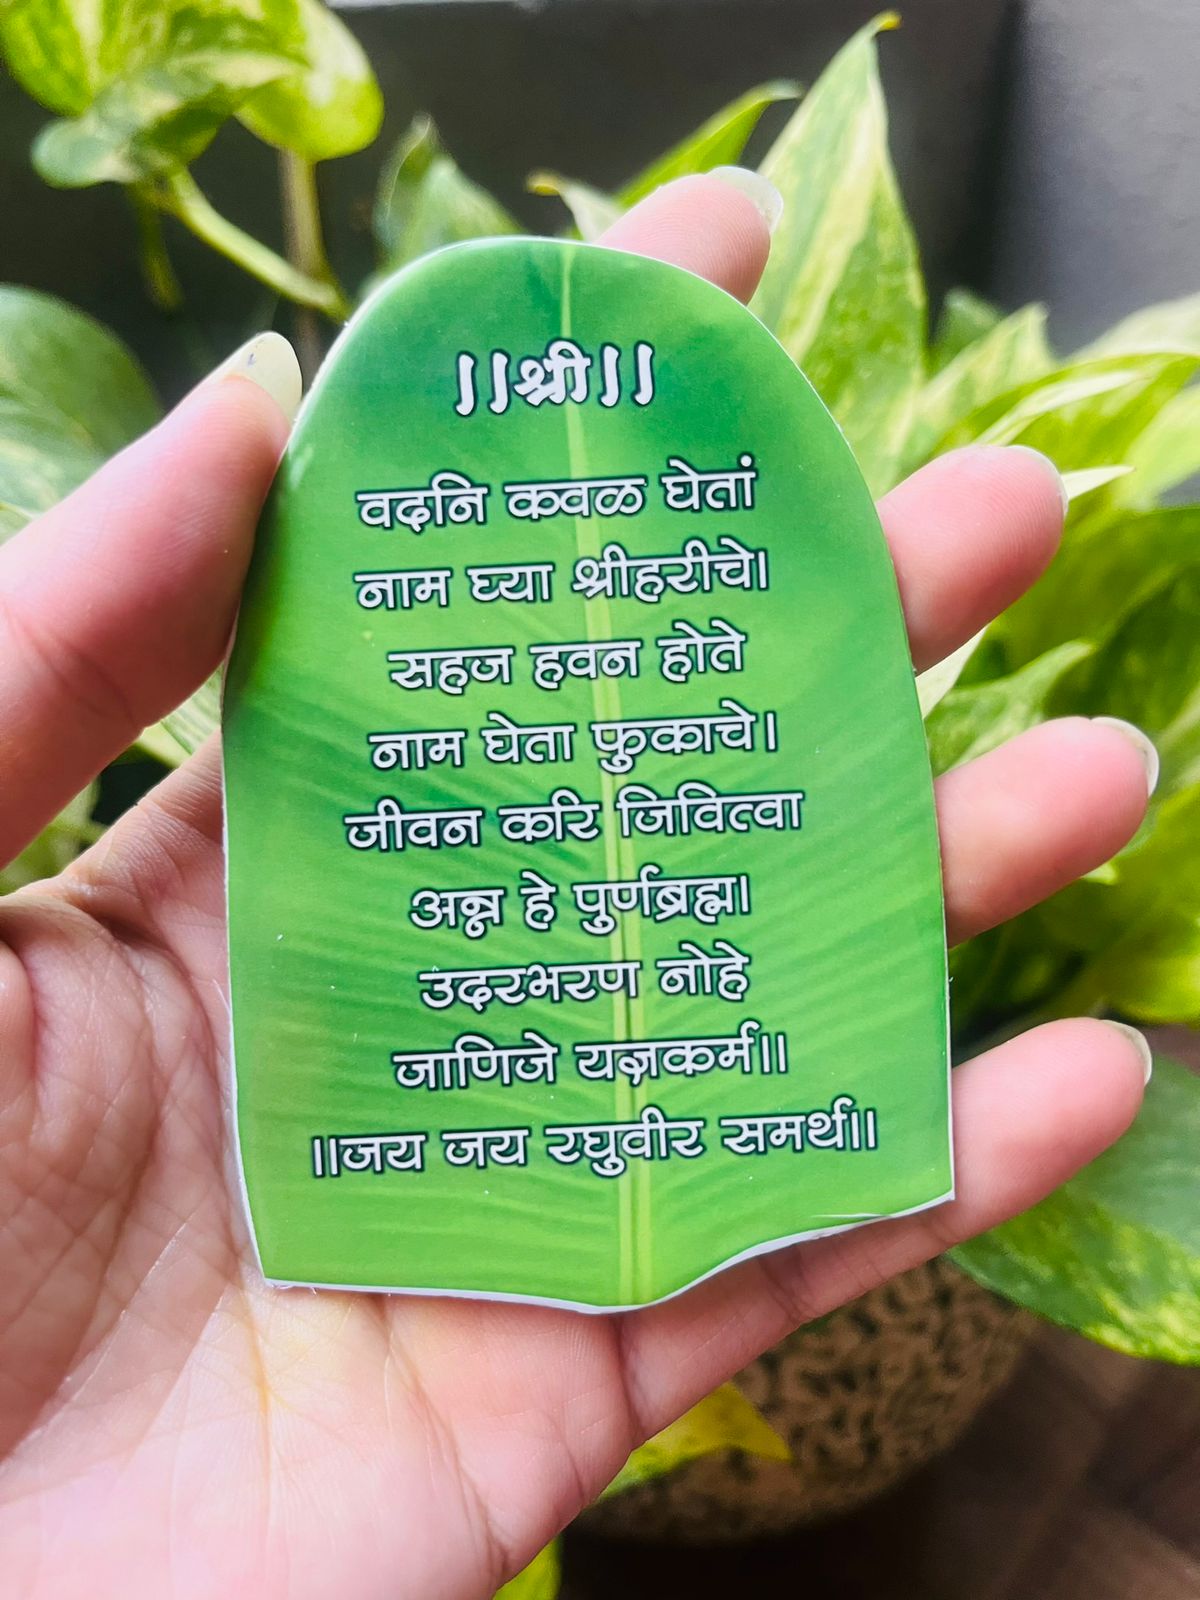 ||श्री||
वदनि कवळ घेतां
नाम घ्या श्रीहरीचे।
सहज हवन होते
नाम घेता फुकाचे।
जीवन करि जिवित्वा
अन्न हे पुर्णब्रह्म।
उदरभरण नोहे
जाणिजे यज्ञकर्म॥
॥जय जय रघुवीर समर्थ॥